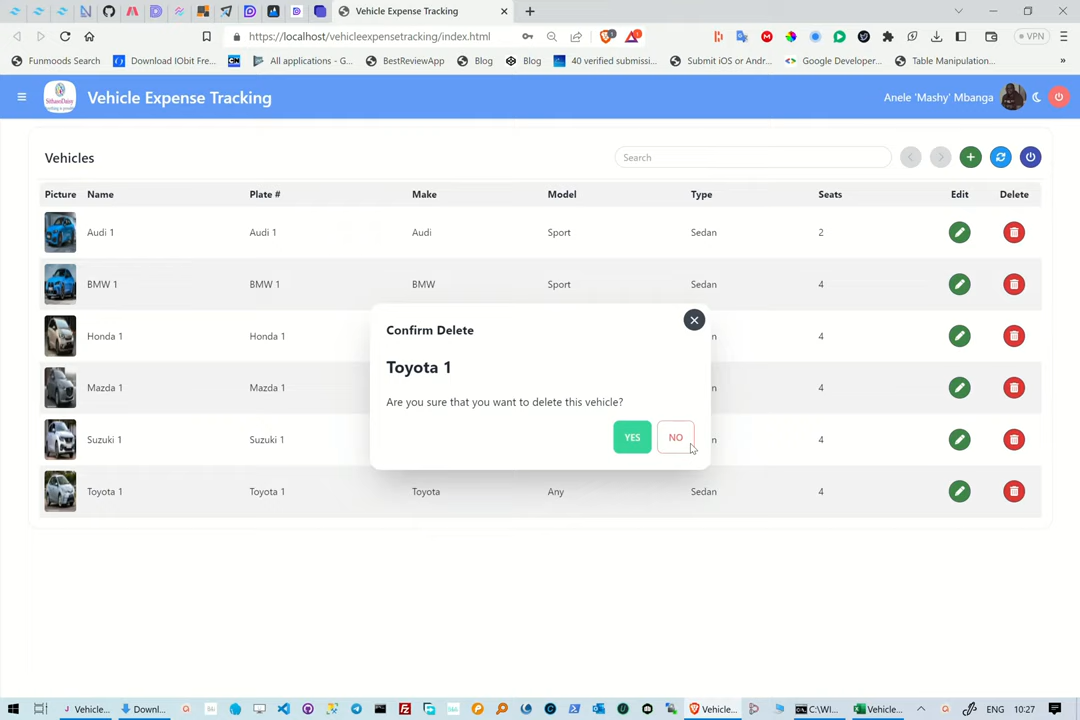 Vehicle Expense Tracking
https://localhost/vehicleexpensetracking/index.html
VPN
Funmoods Search
Download IObit Fre...
All applications - G...
BestReviewApp
Blog
Blog
40 verified submissi...
Submit iOS or Andr...
Google Developer...
Table Manipulation...
»
Vehicle Expense Tracking
Anele 'Mashy' Mbanga
Vehicles
Search
Picture Name Plate # Make Model Type Seats Edit Delete
Audi 1 Audi 1 Audi Sport Sedan 2
BMW 1 BMW 1 BMW Sport Sedan 4
Honda 1 Honda 1 n 4
Mazda 1 Mazda 1 n 4
Suzuki 1 Suzuki 1 n 4
Toyota 1 Toyota 1 Toyota Any Sedan 4
Confirm Delete
Toyota 1
Are you sure that you want to delete this vehicle?
YES
NO
Vehicle...
Downl...
Vehicle...
C:\WI...
Vehicle...
ENG
10:27